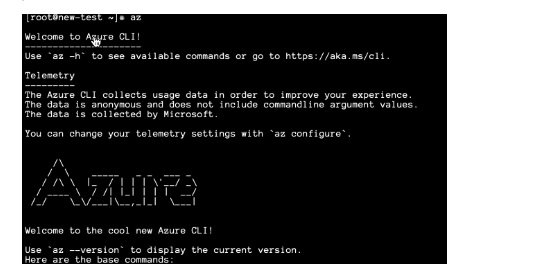 [root@new-test ~]# az
Welcome to Azure CLI!
---------------------
Use `az -h` to see available commands or go to https://aka.ms/cli.
Telemetry
---------
The Azure CLI collects usage data in order to improve your experience.
The data is anonymous and does not include commandline argument values.
The data is collected by Microsoft.
You can change your telemetry settings with `az configure`.
Azure
Welcome to the cool new Azure CLI!
Use `az --version` to display the current version.
Here are the base commands: